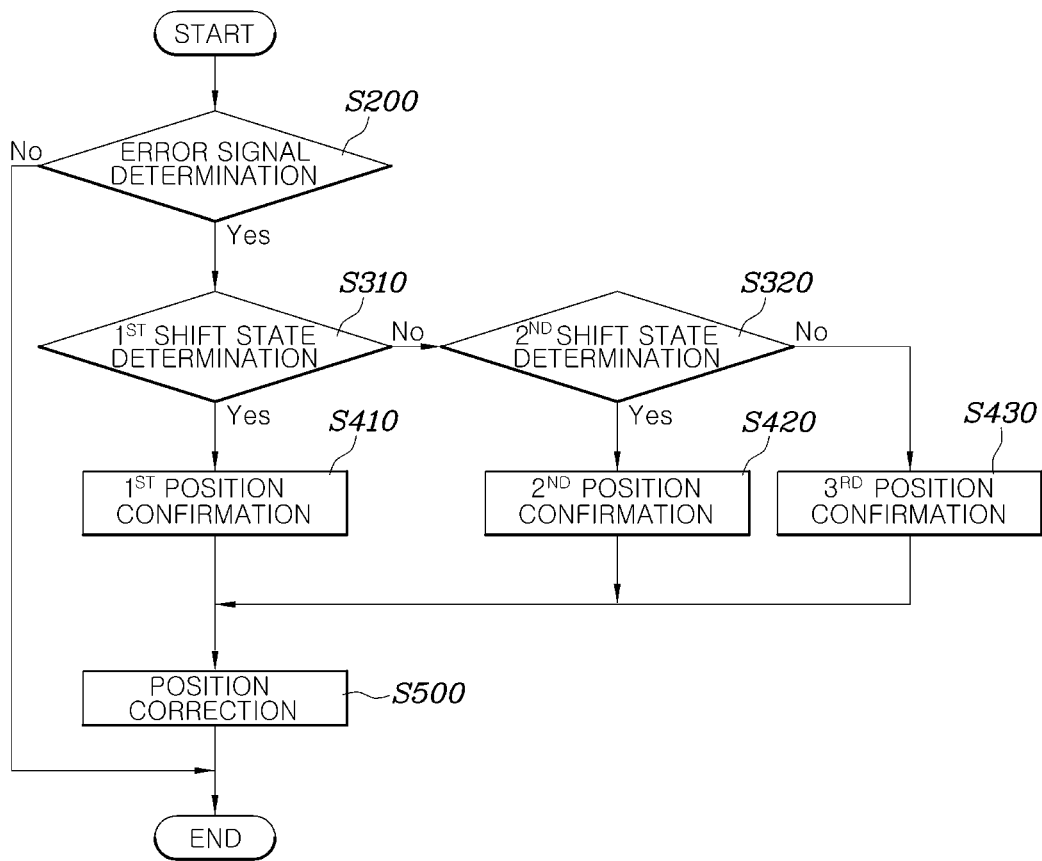 START
S200
No
ERROR SIGNAL
DETERMINATION
Yes
S310
S320
1ST SHIFT STATE
DETERMINATION
No
2ND SHIFT STATE
DETERMINATION
No
Yes
S410
Yes
S420
S430
1ST POSITION
CONFIRMATION
2ND POSITION
CONFIRMATION
3RD POSITION
CONFIRMATION
POSITION
CORRECTION
S500
END